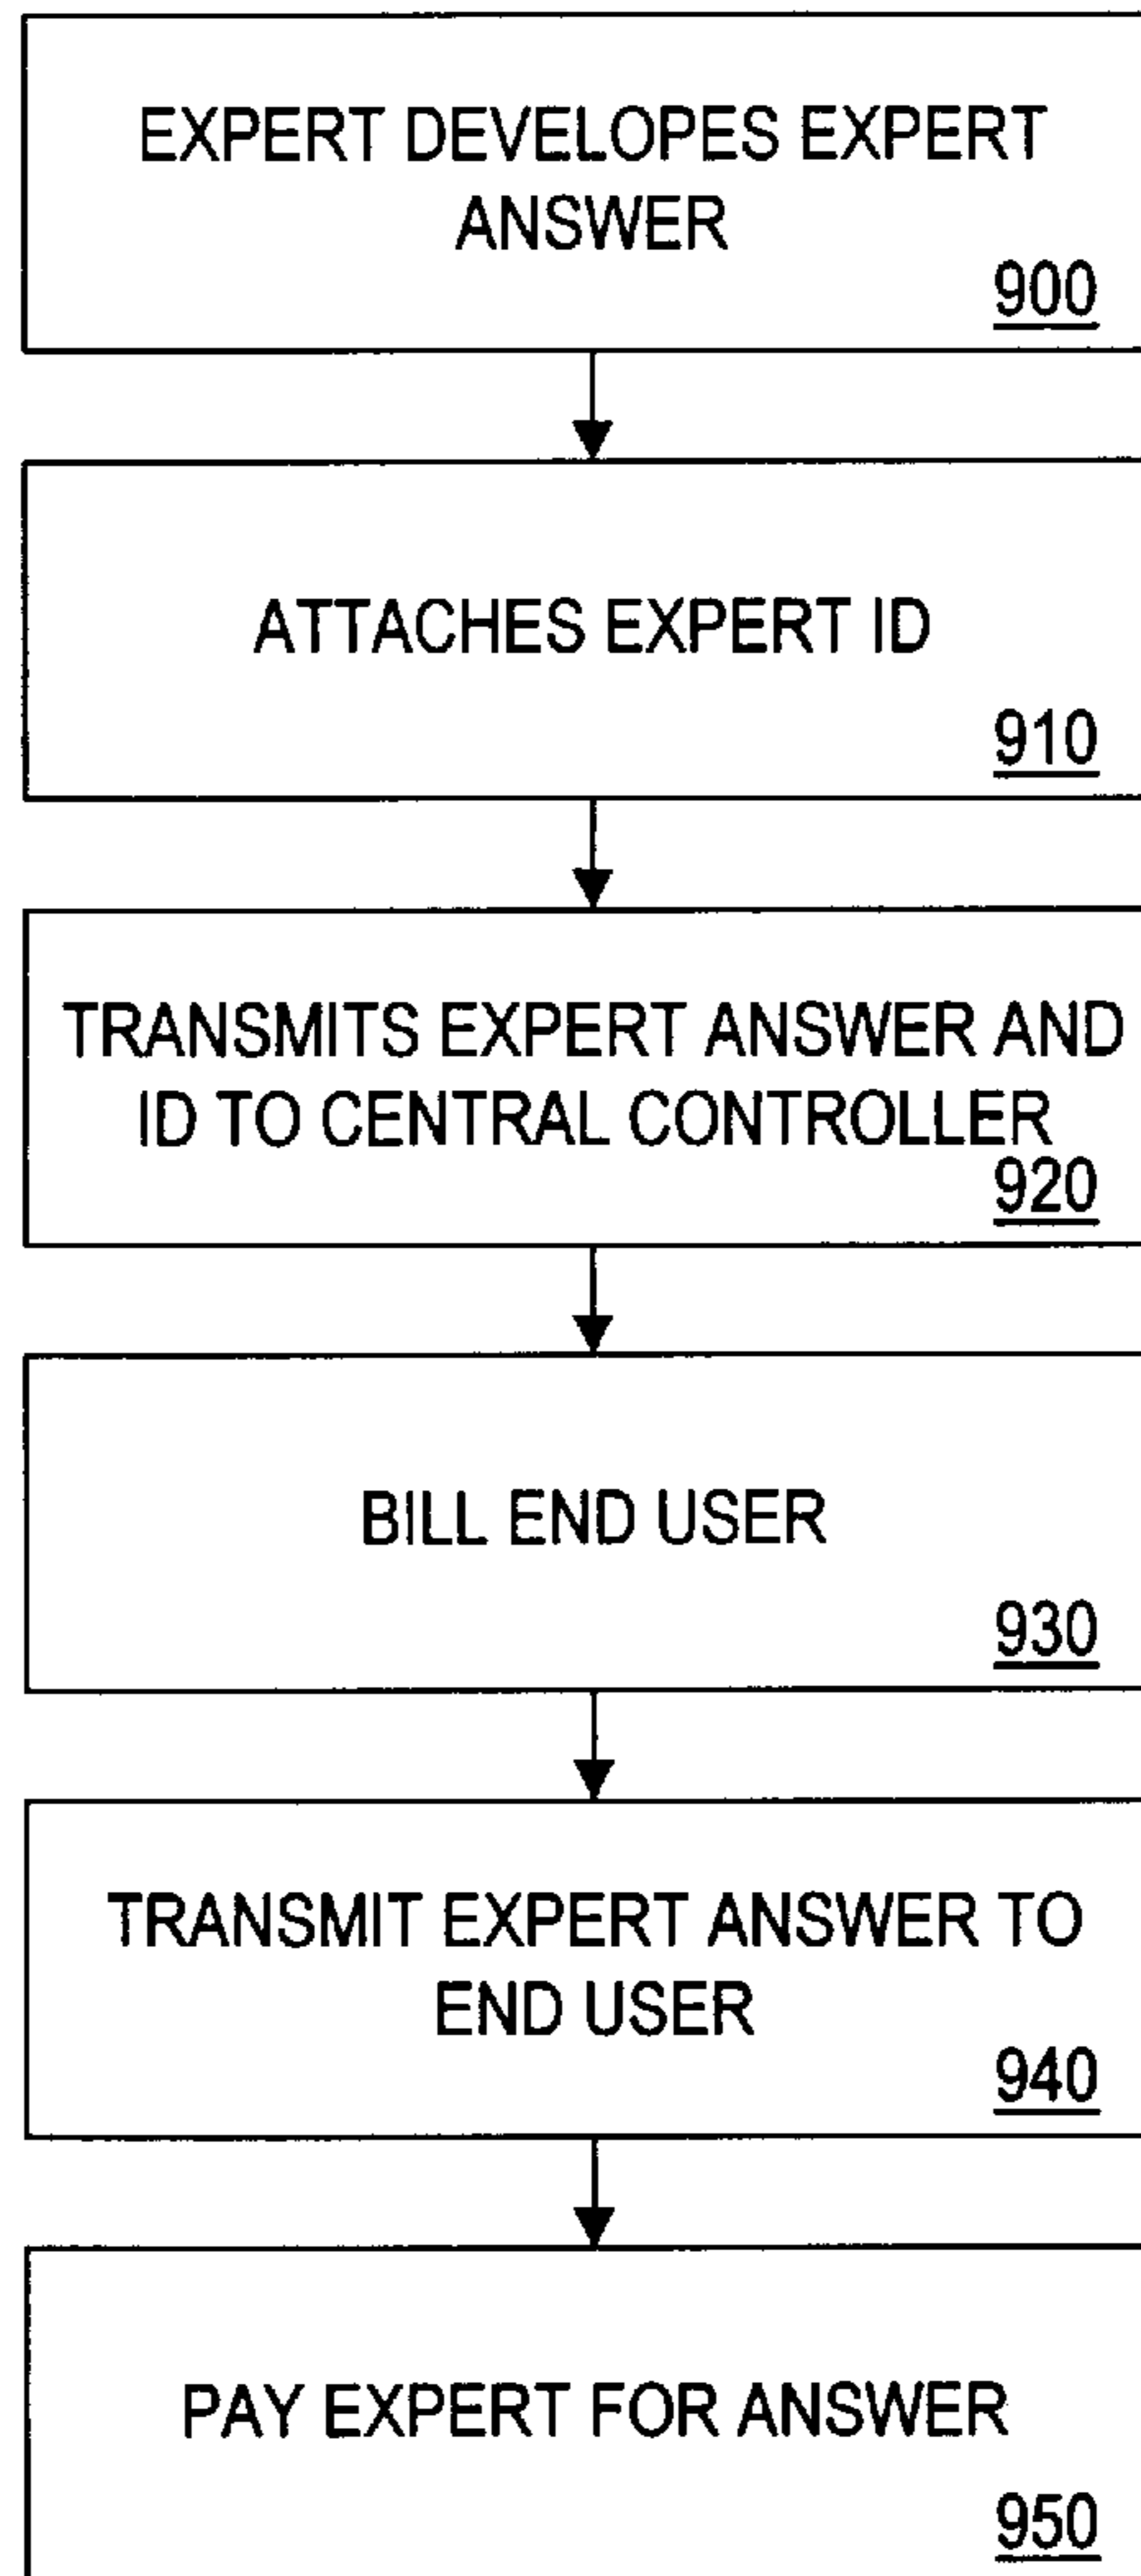 EXPERT DEVELOPES EXPERT
ANSWER
900
ATTACHES EXPERT ID
910
TRANSMITS EXPERT ANSWER AND
ID TO CENTRAL CONTROLLER
920
BILL END USER
930
TRANSMIT EXPERT ANSWER TO
END USER
940
PAY EXPERT FOR ANSWER
950